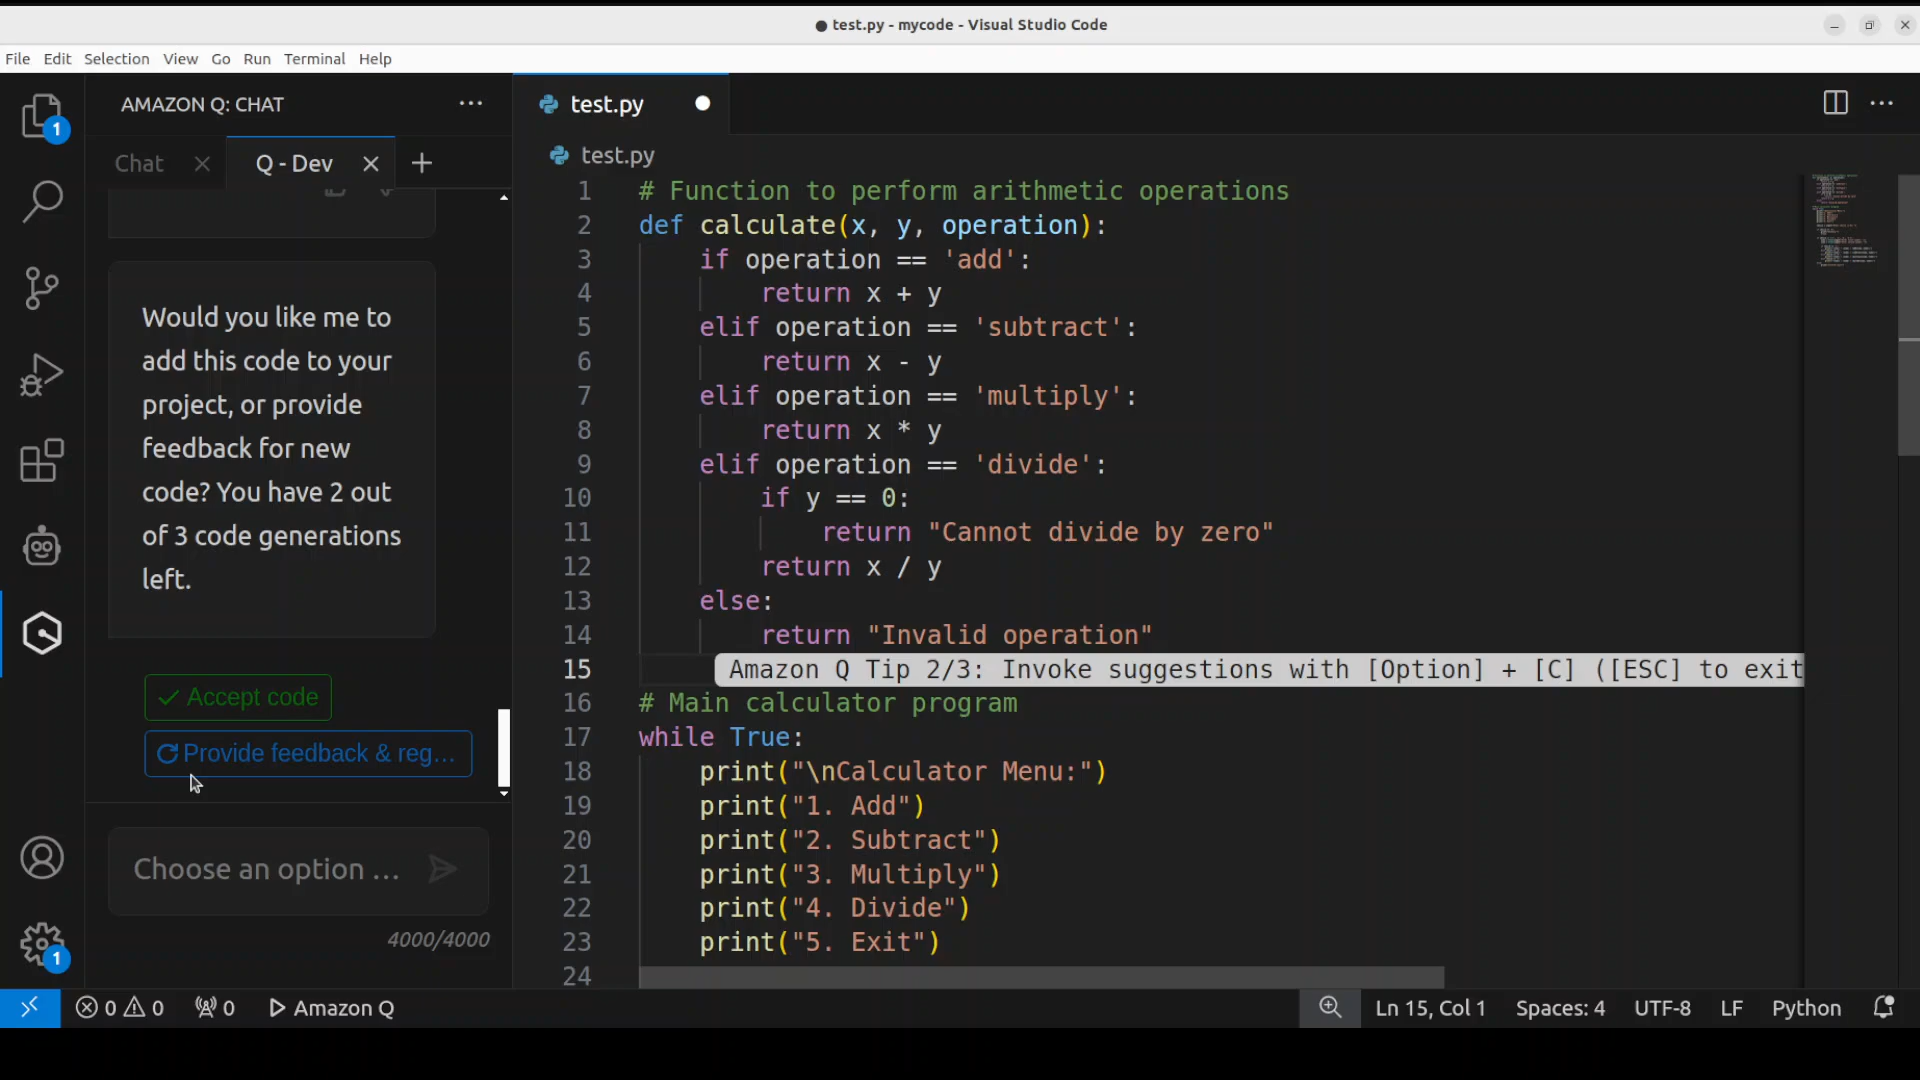 ● test.py - mycode - Visual Studio Code
File Edit Selection View Go Run Terminal Help
AMAZON Q: CHAT
Chat
Q - Dev
Would you like me to
add this code to your
project, or provide
feedback for new
code? You have 2 out
of 3 code generations
left.
Accept code
Provide feedback & reg...
Choose an option ...
4000/4000
1
1
test.py
test.py
1 # Function to perform arithmetic operations
2 def calculate(x, y, operation):
3 if operation == 'add':
4 return x + y
5 elif operation == 'subtract':
6 return x - y
7 elif operation == 'multiply':
8 return x * y
9 elif operation == 'divide':
10 if y == 0:
11 return "Cannot divide by zero"
12 return x / y
13 else:
14 return "Invalid operation"
15 Amazon Q Tip 2/3: Invoke suggestions with [Option] + [C] ([ESC] to exit
16 # Main calculator program
17 while True:
18 print("\nCalculator Menu:")
19 print("1. Add")
20 print("2. Subtract")
21 print("3. Multiply")
22 print("4. Divide")
23 print("5. Exit")
24
0 0 0 Amazon Q Ln 15, Col 1 Spaces: 4 UTF-8 LF Python